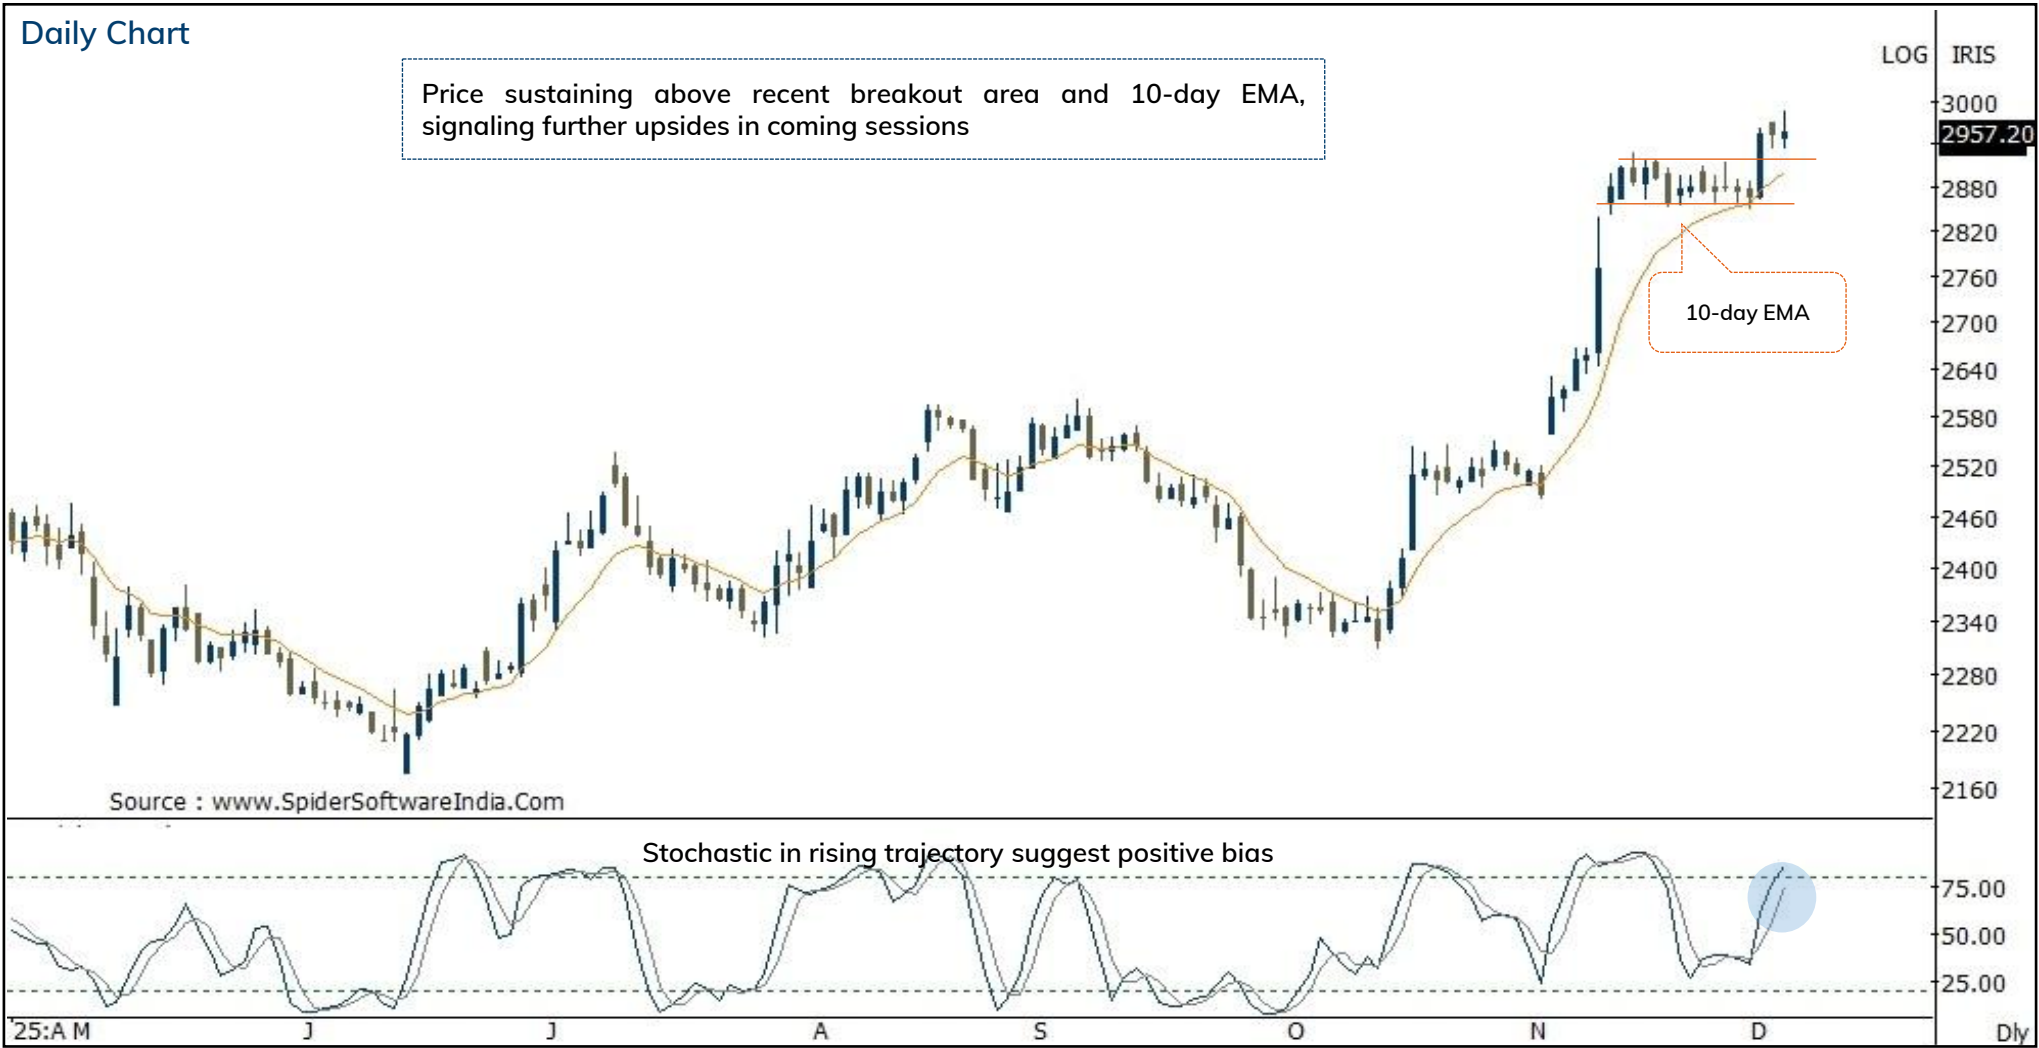 Daily Chart
LOG IRIS
Price sustaining above recent breakout area and 10-day EMA,
signaling further upsides in coming sessions
3000
2957.20
2880
2820
2760
10-day EMA
2700
2640
2580
2520
2460
2400
2340
2280
2220
2160
Source : www.SpiderSoftwareIndia.Com
Stochastic in rising trajectory suggest positive bias
75.00
50.00
25.00
'25:A M J J A S O N D Dly